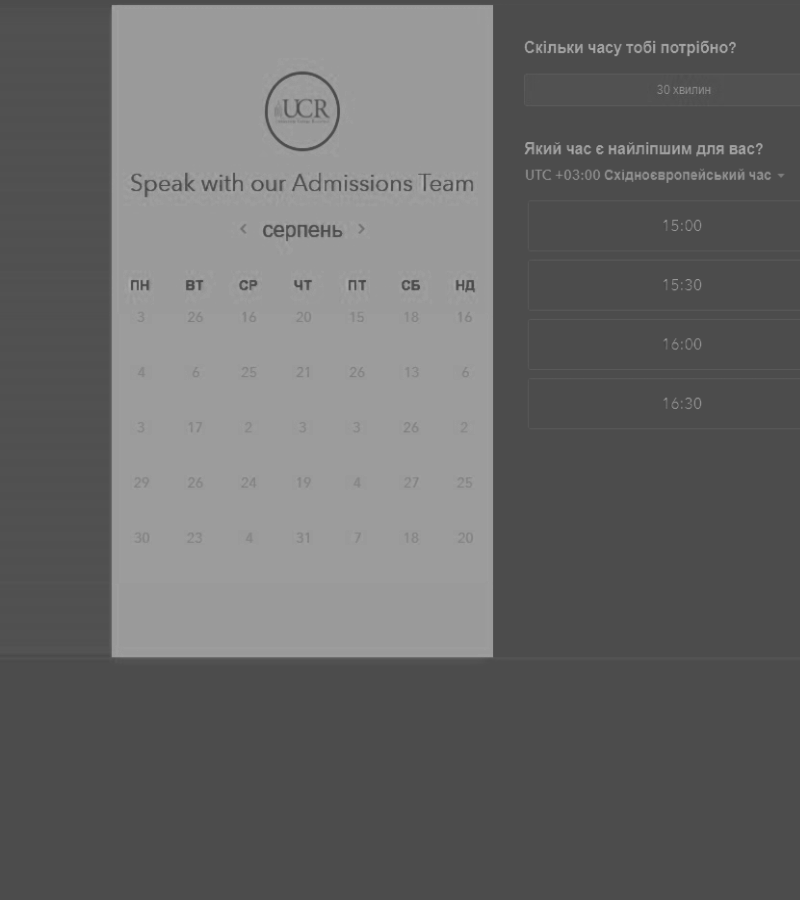 UCR
Speak with our Admissions Team
серпень
ПН ВТ СР ЧТ ПТ СБ НД
3 26 16 20 15 18 16
4 6 25 21 26 13 6
3 17 2 3 3 26 2
29 26 24 19 4 27 25
30 23 4 31 7 18 20
Скільки часу тобі потрібно?
30 хвилин
Який час є найліпшим для вас?
UTC +03:00 Східноєвропейський час
15:00
15:30
16:00
16:30